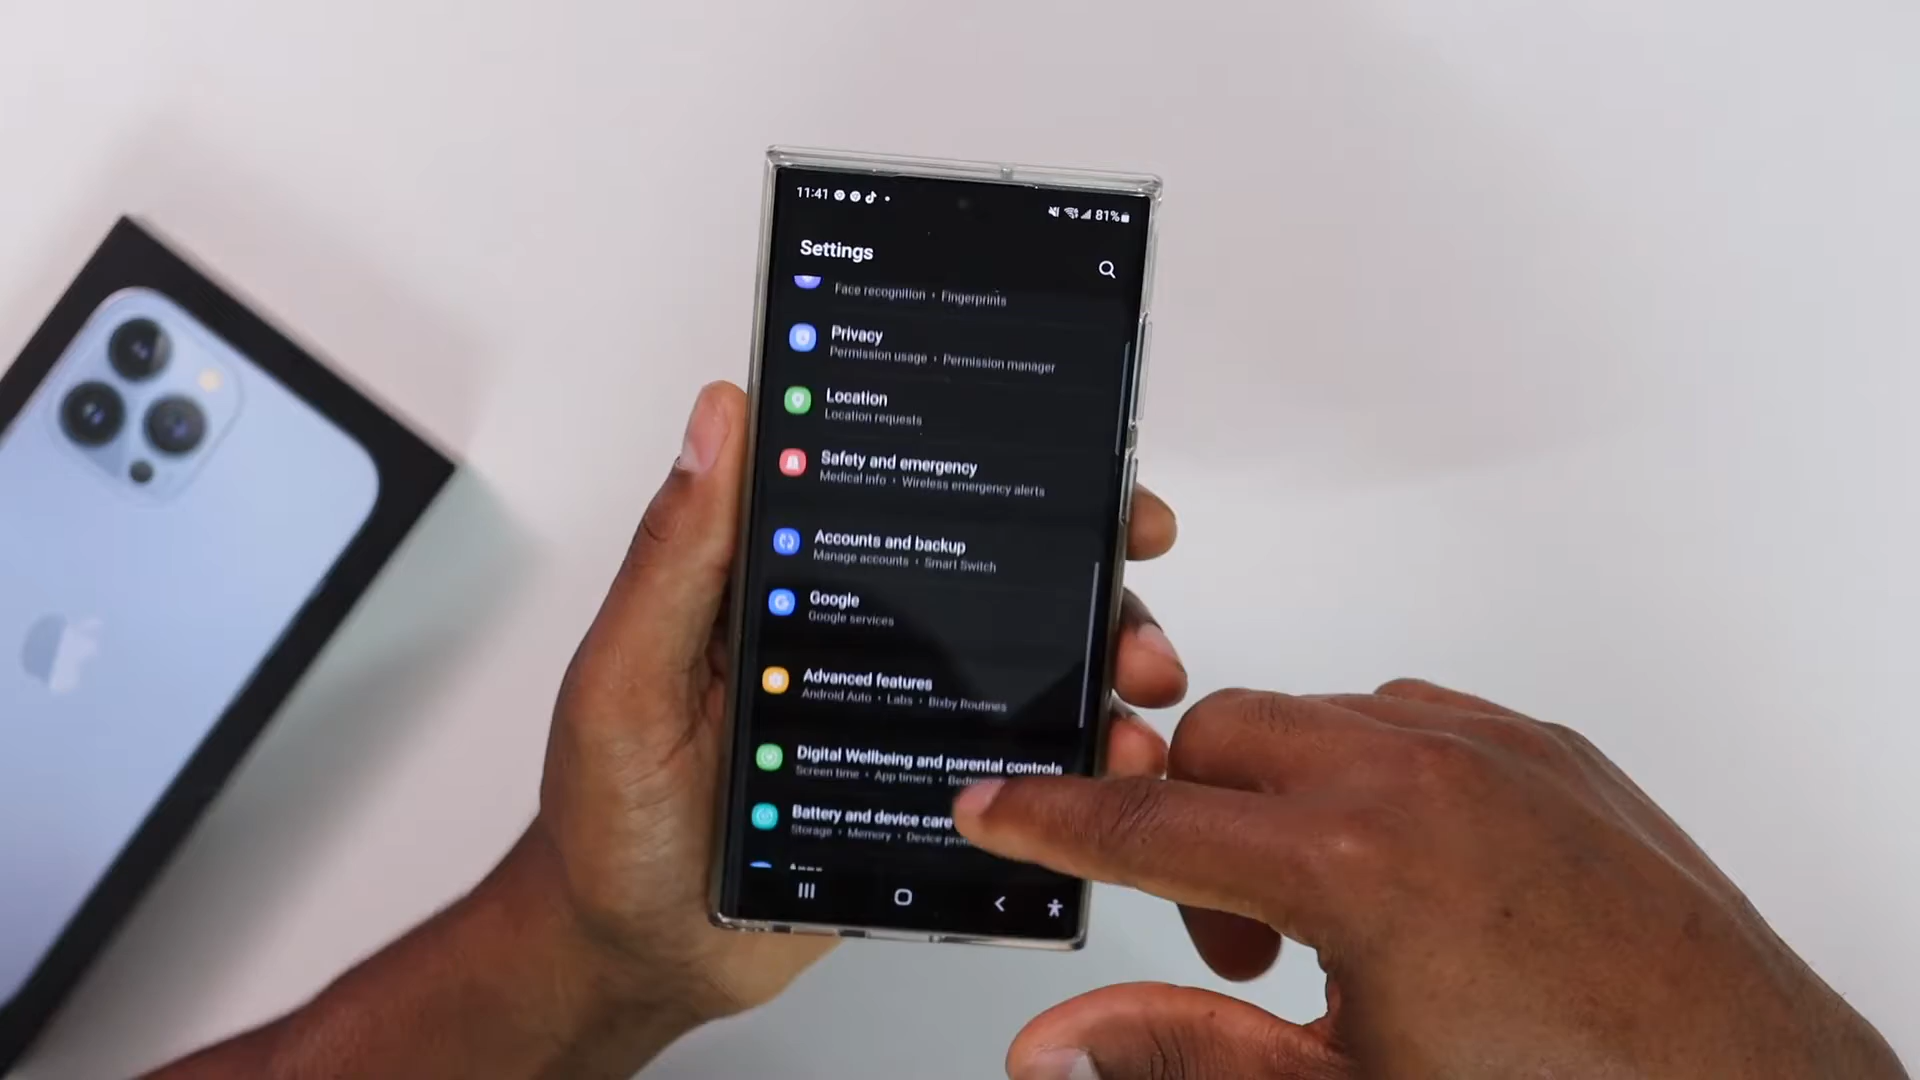 11:41
81%
Settings
Face recognition • Fingerprints
Privacy
Permission usage • Permission manager
Location
Location requests
Safety and emergency
Medical info • Wireless emergency alerts
Accounts and backup
Manage accounts • Smart Switch
Google
Google services
Advanced features
Android Auto • Labs • Bixby Routines
Digital Wellbeing and parental controls
Screen time • App timers •
Battery and device care
Storage • Memory • Device